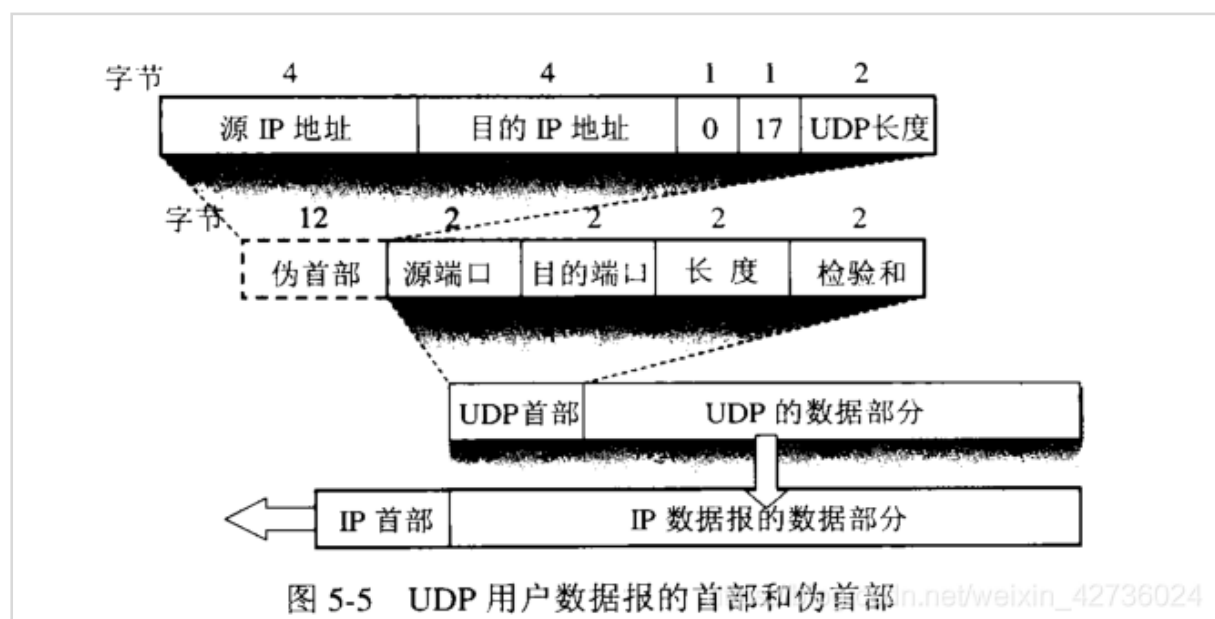 字节 4 4 1 1 2
源 IP 地址 目的 IP 地址 0 17 UDP长度
字节 12 2 2 2 2
伪首部 源端口 目的端口 长 度 检验和
UDP首部 UDP 的数据部分
IP 首部 IP 数据报的数据部分
图 5-5 UDP 用户数据报的首部和伪首部
n.net/weixin_42736024